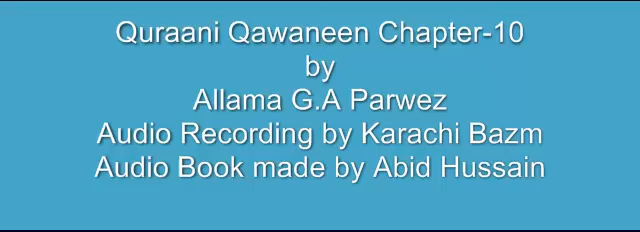 Quraani Qawaneen Chapter-10
by
Allama G.A Parwez
Audio Recording by Karachi Bazm
Audio Book made by Abid Hussain